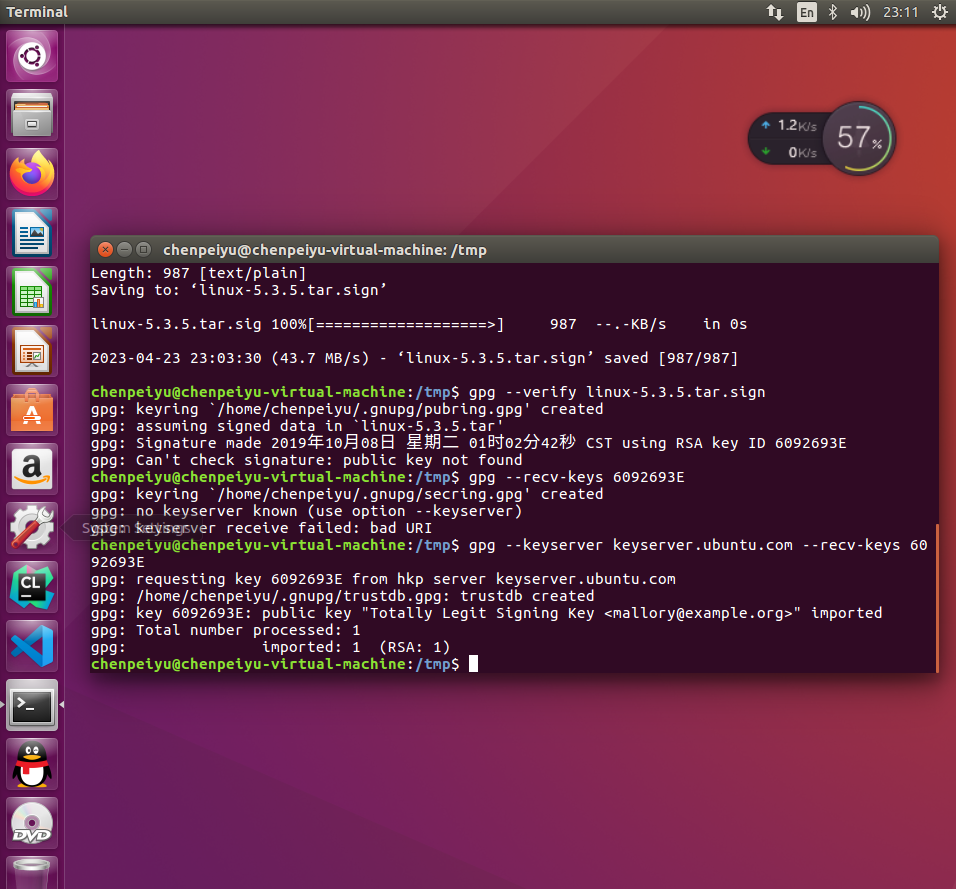 Terminal
En
23:11
1.2K/s
0K/s
57%
chenpeiyu@chenpeiyu-virtual-machine: /tmp
Length: 987 [text/plain]
Saving to: ‘linux-5.3.5.tar.sign’
linux-5.3.5.tar.sig 100%[===================>]     987  --.-KB/s    in 0s
2023-04-23 23:03:30 (43.7 MB/s) - ‘linux-5.3.5.tar.sign’ saved [987/987]
chenpeiyu@chenpeiyu-virtual-machine:/tmp$ gpg --verify linux-5.3.5.tar.sign
gpg: keyring `/home/chenpeiyu/.gnupg/pubring.gpg' created
gpg: assuming signed data in `linux-5.3.5.tar'
gpg: Signature made 2019年10月08日 星期二 01时02分42秒 CST using RSA key ID 6092693E
gpg: Can't check signature: public key not found
chenpeiyu@chenpeiyu-virtual-machine:/tmp$ gpg --recv-keys 6092693E
gpg: keyring `/home/chenpeiyu/.gnupg/secring.gpg' created
gpg: no keyserver known (use option --keyserver)
System Settings
gpg: keyserver receive failed: bad URI
chenpeiyu@chenpeiyu-virtual-machine:/tmp$ gpg --keyserver keyserver.ubuntu.com --recv-keys 60
92693E
gpg: requesting key 6092693E from hkp server keyserver.ubuntu.com
gpg: /home/chenpeiyu/.gnupg/trustdb.gpg: trustdb created
gpg: key 6092693E: public key "Totally Legit Signing Key <mallory@example.org>" imported
gpg: Total number processed: 1
gpg:               imported: 1  (RSA: 1)
chenpeiyu@chenpeiyu-virtual-machine:/tmp$
CL
DVD